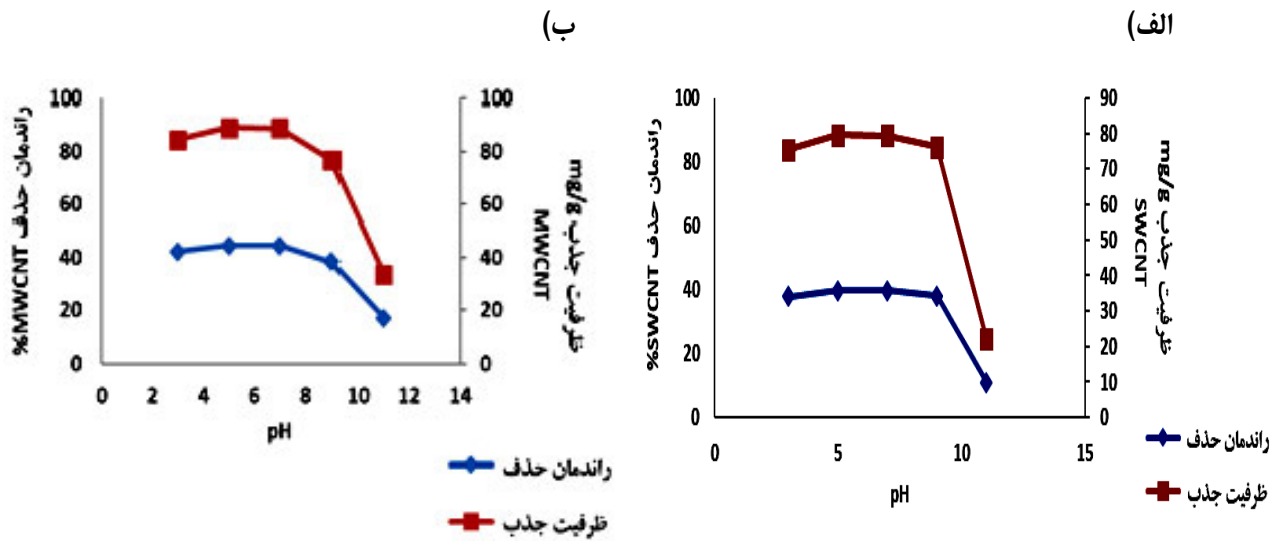 الف)
100
80
60
40
20
0
راندمان حذف SWCNT%
90
80
70
60
50
40
30
20
10
0
ظرفیت جذب mg/g
SWCNT
0 5 10 15
pH
راندمان حذف
ظرفیت جذب
ب)
100
80
60
40
20
0
راندمان حذف MWCNT%
100
80
60
40
20
0
ظرفیت جذب mg/g
MWCNT
0 2 4 6 8 10 12 14
pH
راندمان حذف
ظرفیت جذب